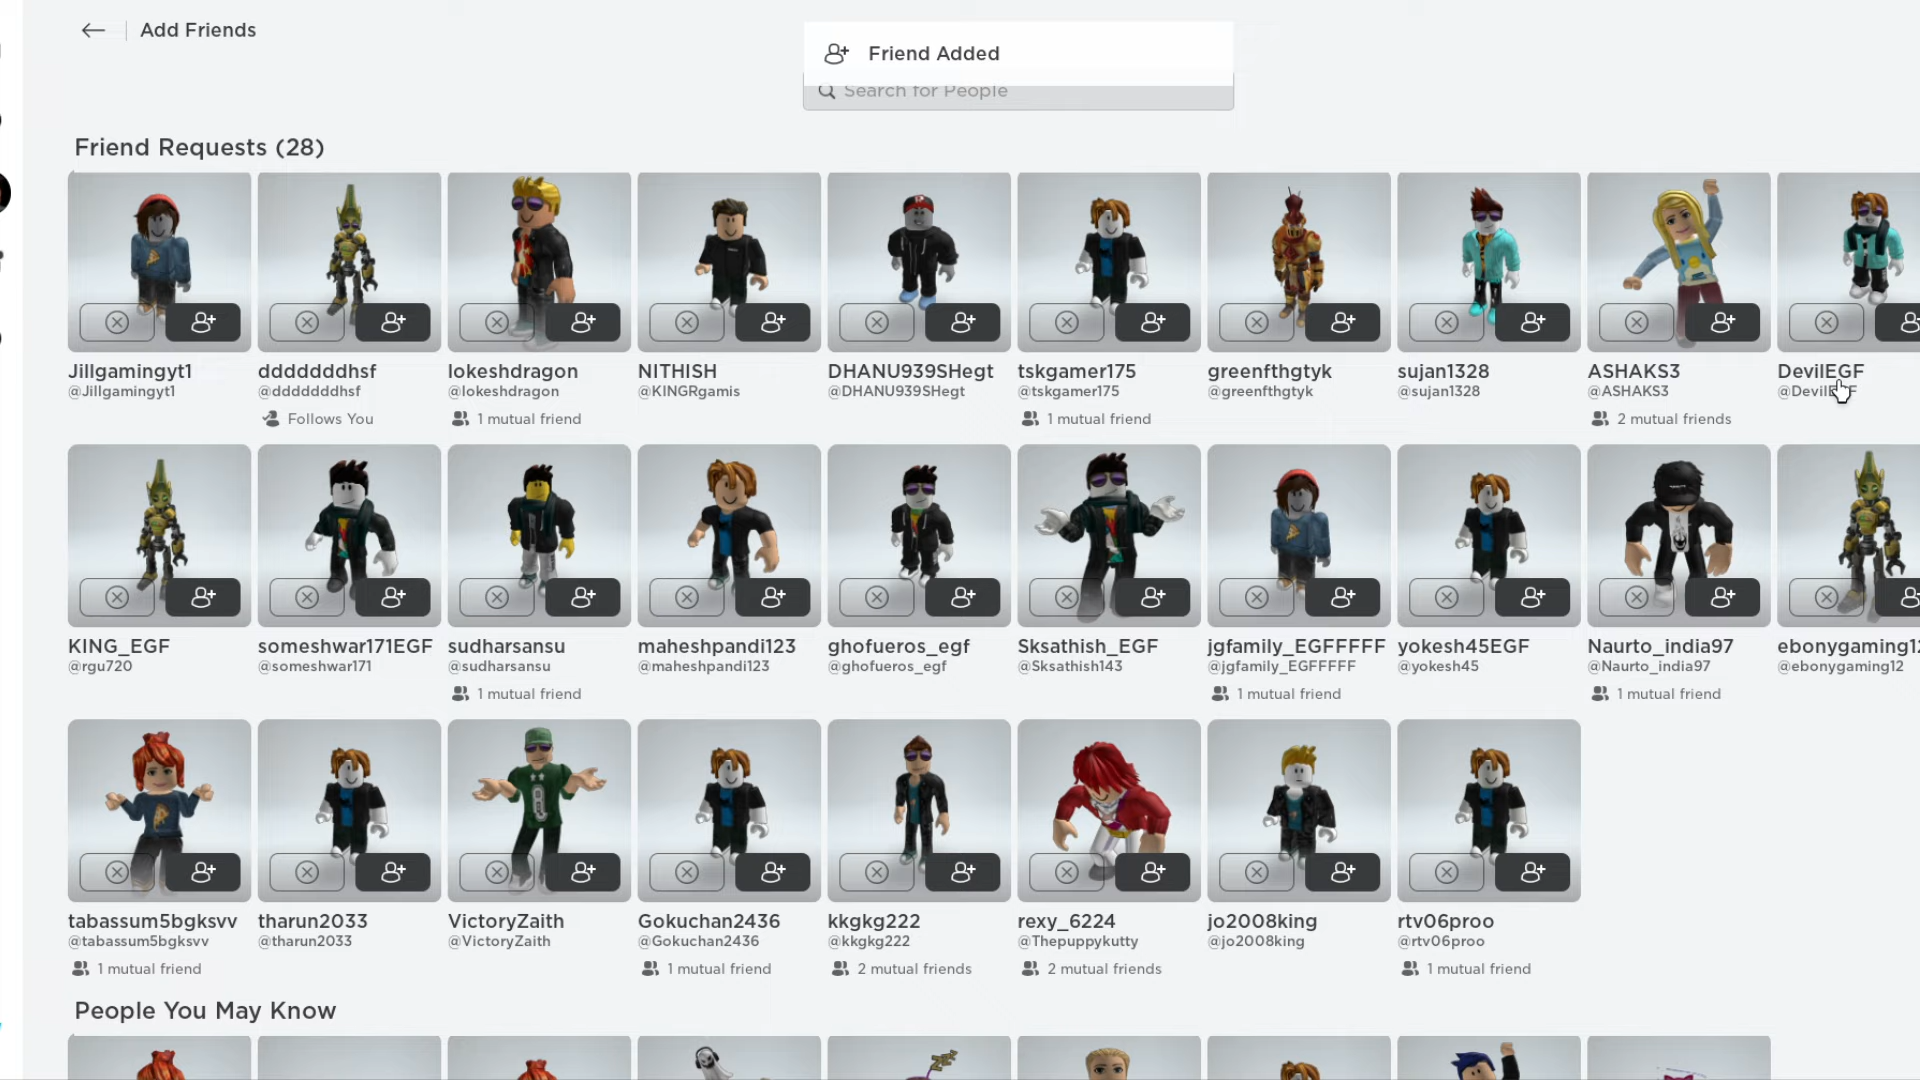 Add Friends
Friend Added
Search for People
Friend Requests (28)
Jillgamingyt1
@Jillgamingyt1
dddddddhsf
@dddddddhsf
Follows You
lokeshdragon
@lokeshdragon
1 mutual friend
NITHISH
@KINGRgamis
DHANU939SHegt
@DHANU939SHegt
tskgamer175
@tskgamer175
1 mutual friend
greenfthgtyk
@greenfthgtyk
sujan1328
@sujan1328
ASHAKS3
@ASHAKS3
2 mutual friends
DevilEGF
KING_EGF
@rgu720
someshwar171EGF
@someshwar171
sudharsansu
@sudharsansu
1 mutual friend
maheshpandi123
@maheshpandi123
ghofueros_egf
@ghofueros_egf
Sksathish_EGF
@Sksathish143
jgfamily_EGFFFFF
@jgfamily_EGFFFFF
1 mutual friend
yokesh45EGF
@yokesh45
Naurto_india97
@Naurto_india97
1 mutual friend
ebonygaming12
@ebonygaming12
tabassum5bgksvv
@tabassum5bgksvv
1 mutual friend
tharun2033
@tharun2033
VictoryZaith
@VictoryZaith
Gokuchan2436
@Gokuchan2436
1 mutual friend
kkgkg222
@kkgkg222
2 mutual friends
rexy_6224
@Thepuppykutty
2 mutual friends
jo2008king
@jo2008king
rtv06proo
@rtv06proo
1 mutual friend
People You May Know